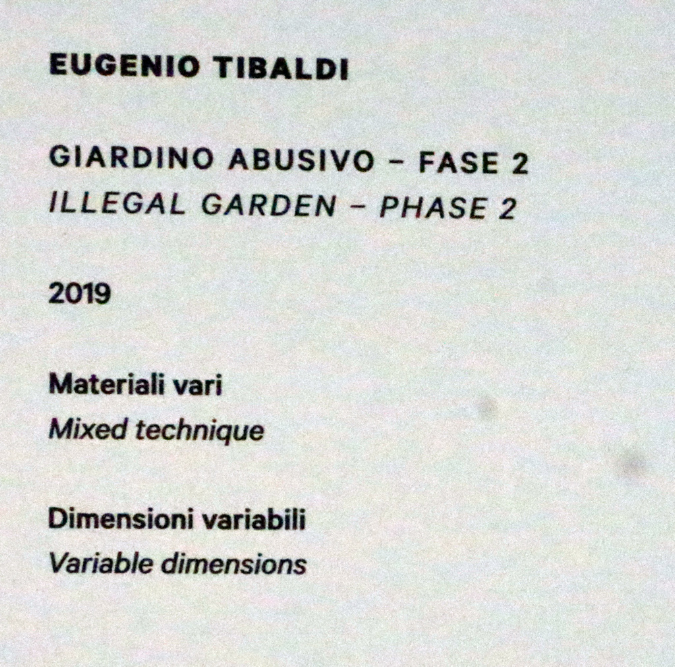 EUGENIO TIBALDI
GIARDINO ABUSIVO – FASE 2
ILLEGAL GARDEN – PHASE 2
2019
Materiali vari
Mixed technique
Dimensioni variabili
Variable dimensions